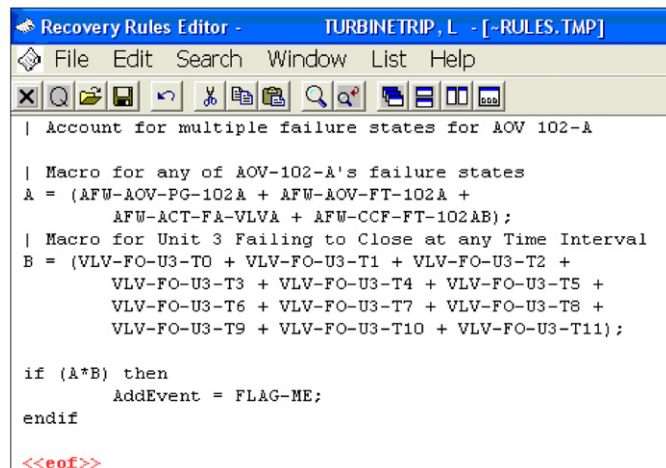 Recovery Rules Editor - TURBINETRIP, L - [~RULES.TMP]
File Edit Search Window List Help
| Account for multiple failure states for AOV 102-A
| Macro for any of AOV-102-A's failure states
A = (AFW-AOV-PG-102A + AFW-AOV-FT-102A +
AFW-ACT-FA-VLVA + AFW-CCF-FT-102AB);
| Macro for Unit 3 Failing to Close at any Time Interval
B = (VLV-FO-U3-T0 + VLV-FO-U3-T1 + VLV-FO-U3-T2 +
VLV-FO-U3-T3 + VLV-FO-U3-T4 + VLV-FO-U3-T5 +
VLV-FO-U3-T6 + VLV-FO-U3-T7 + VLV-FO-U3-T8 +
VLV-FO-U3-T9 + VLV-FO-U3-T10 + VLV-FO-U3-T11);
if (A*B) then
AddEvent = FLAG-ME;
endif
<<eof>>